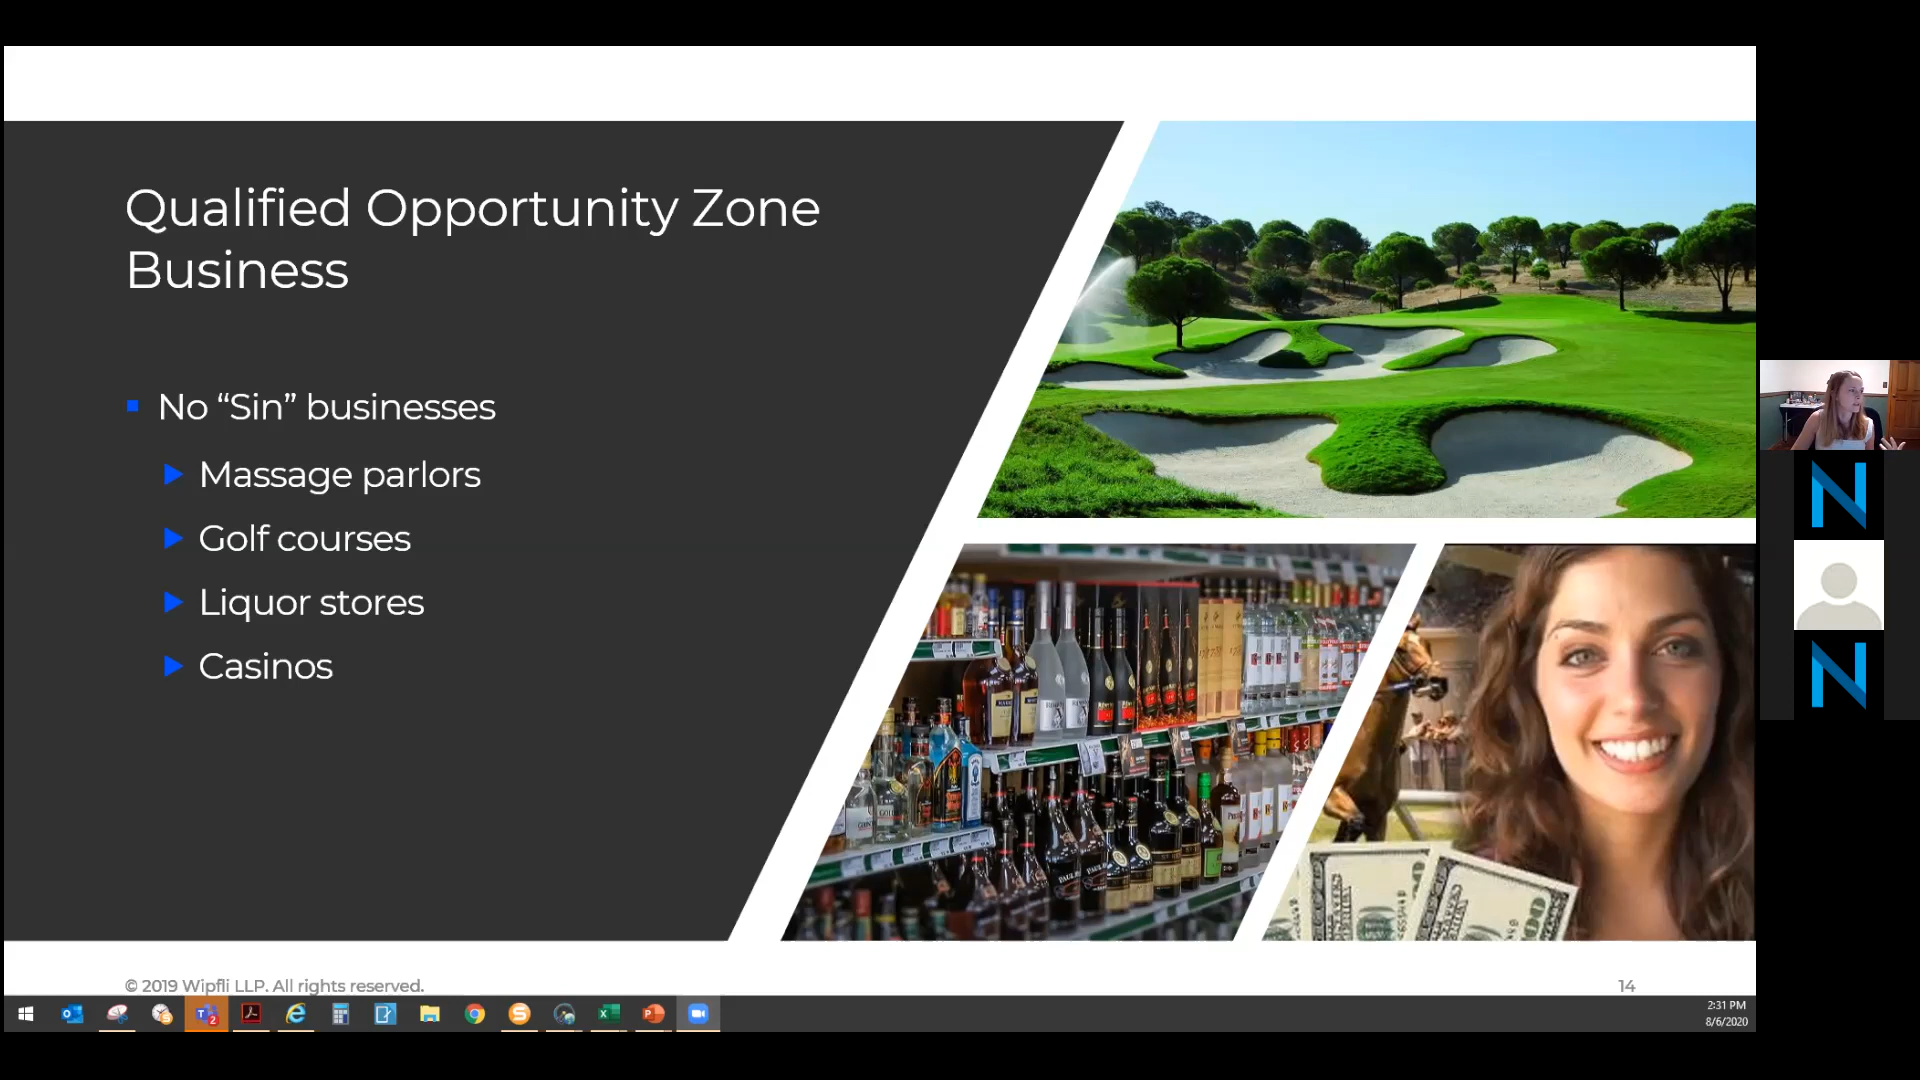 Qualified Opportunity Zone
Business
No “Sin” businesses
Massage parlors
Golf courses
Liquor stores
Casinos
© 2019 Wipfli LLP. All rights reserved.
14
2:31 PM
8/6/2020